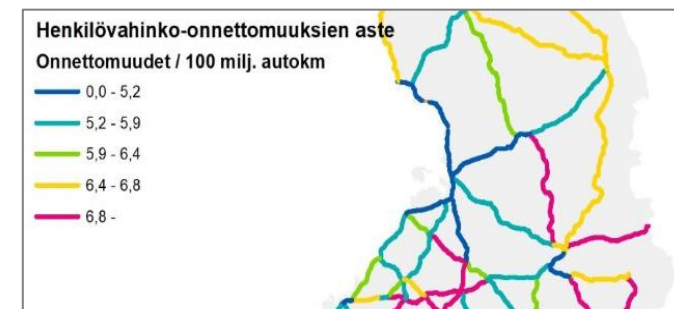 Henkilövahinko-onnettomuuksien aste
Onnettomuudet / 100 milj. autokm
0,0 - 5,2
5,2 - 5,9
5,9 - 6,4
6,4 - 6,8
6,8 -